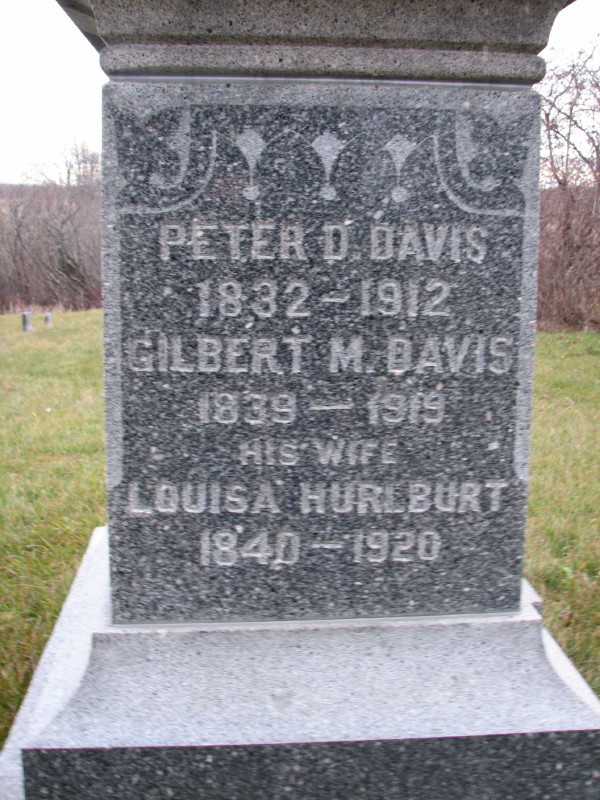 PETER D. DAVIS
1832 – 1912
GILBERT M. DAVIS
1839 – 1919
HIS WIFE
LOUISA HURLBURT
1840 – 1920